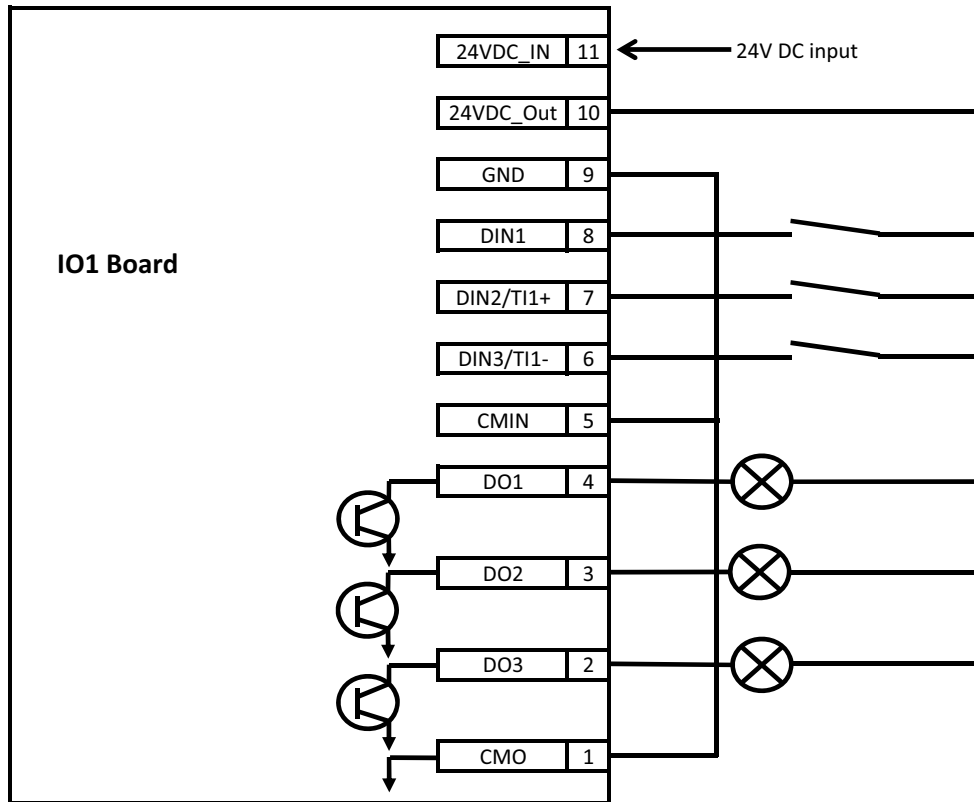 24VDC_IN 11 24V DC input
24VDC_Out 10
GND 9
DIN1 8
IO1 Board
DIN2/TI1+ 7
DIN3/TI1- 6
CMIN 5
DO1 4
DO2 3
DO3 2
CMO 1